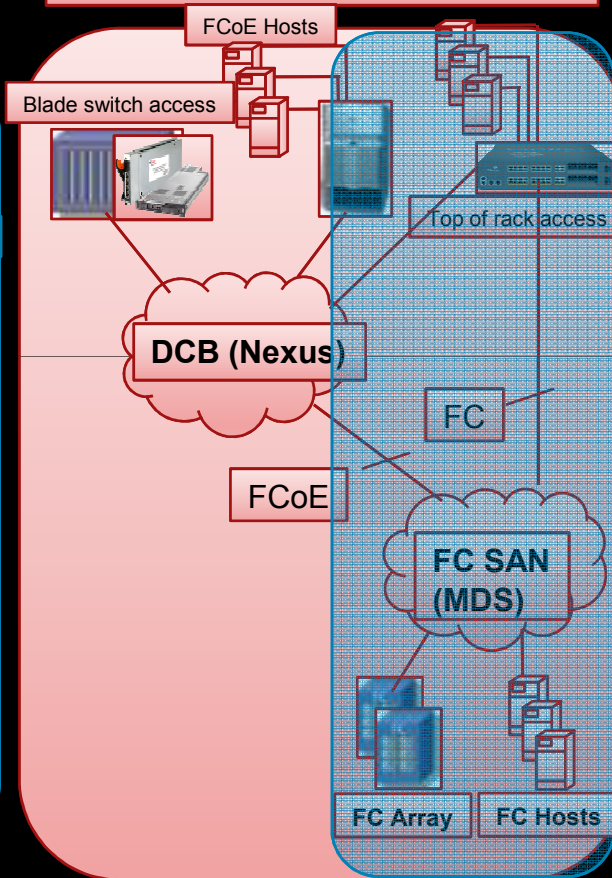 FCoE Hosts
Blade switch access
Top of rack access
DCB (Nexus)
FC
FCoE
FC SAN
(MDS)
FC Array
FC Hosts